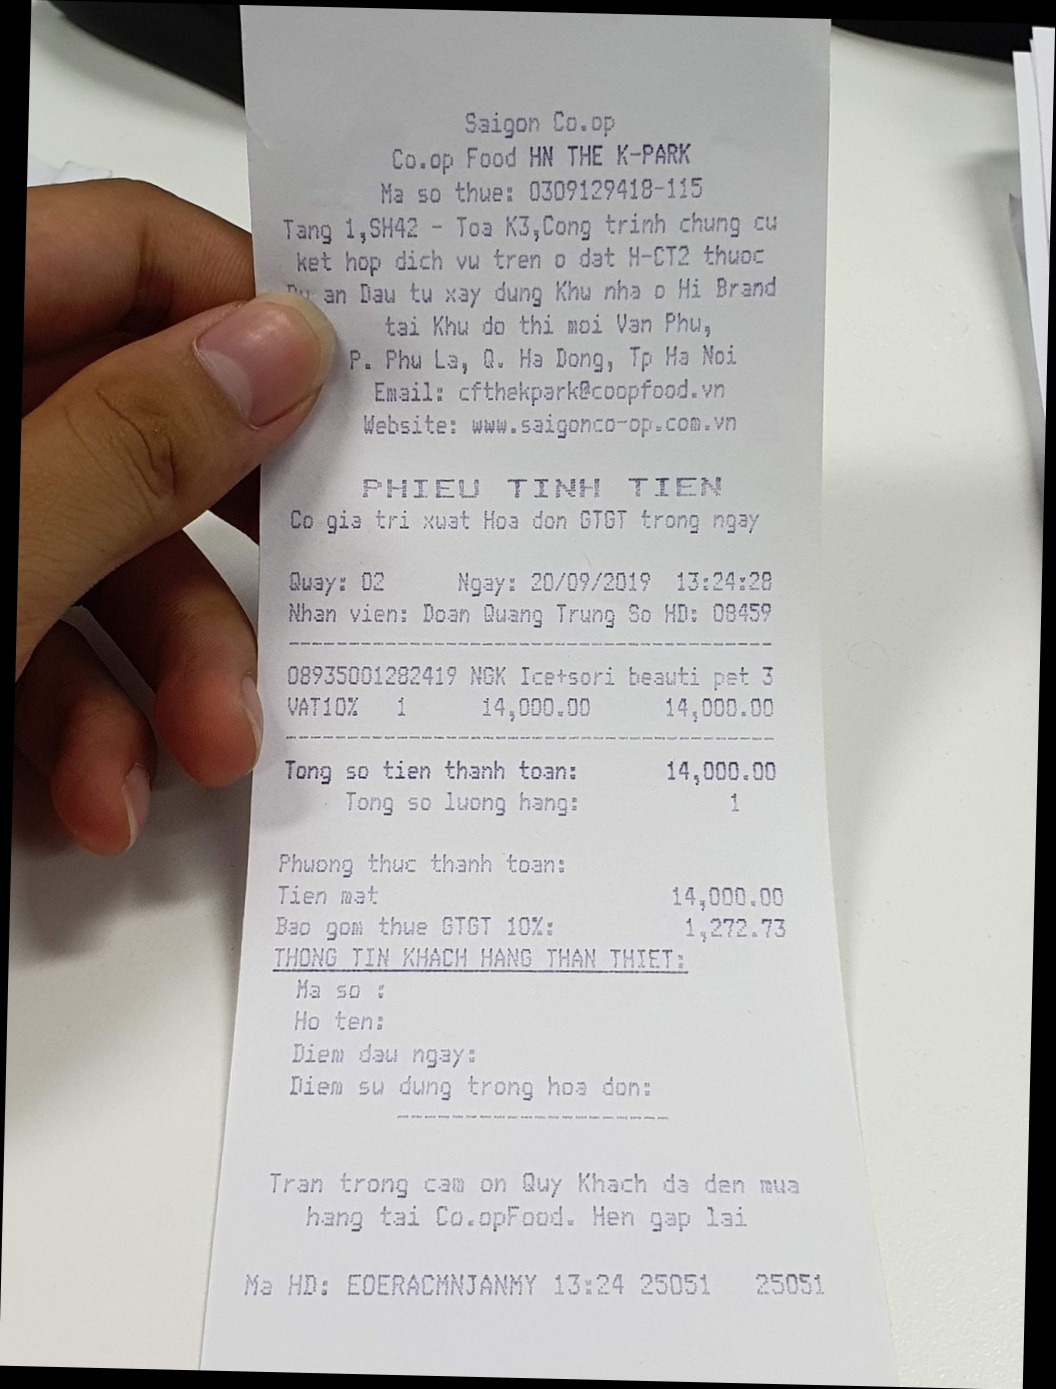 Saigon Co.op
Co.op Food HN THE K-PARK
Ma so thue: 0309129418-115
Tang 1,SH42 - Toa K3,Cong trinh chung cu
ket hop dich vu tren o dat H-CT2 thuoc
Du an Dau tu xay dung Khu nha o Hi Brand
tai Khu do thi moi Van Phu,
P. Phu La, Q. Ha Dong, Tp Ha Noi
Email: cfthekpark@coopfood.vn
Website: www.saigonco-op.com.vn
PHIEU TINH TIEN
Co gia tri xuat Hoa don GTGT trong ngay
Quay: 02 Ngay: 20/09/2019 13:24:28
Nhan vien: Doan Quang Trung So HD: 08459
08935001282419 NGK Ice+sori beauti pet 3
VAT10% 1 14,000.00 14,000.00
Tong so tien thanh toan: 14,000.00
Tong so luong hang: 1
Phuong thuc thanh toan:
Tien mat 14,000.00
Bao gom thue GTGT 10%: 1,272.73
THONG TIN KHACH HANG THAN THIET:
Ma so :
Ho ten:
Diem dau ngay:
Diem su dung trong hoa don:
Tran trong cam on Quy Khach da den mua
hang tai Co.opFood. Hen gap lai
Ma HD: EOERACMNJANMY 13:24 25051 25051